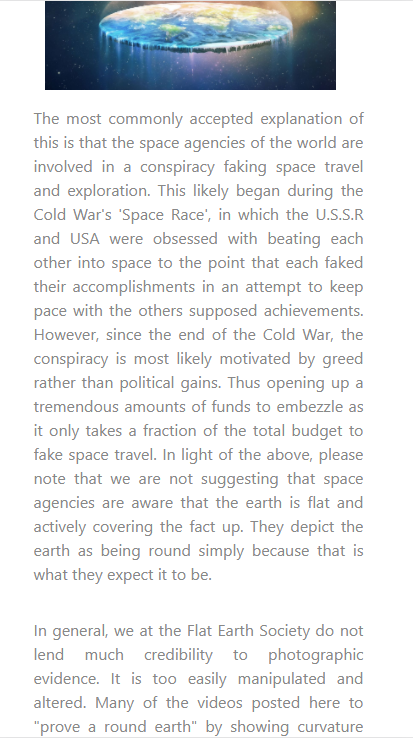 The most commonly accepted explanation of
this is that the space agencies of the world are
involved in a conspiracy faking space travel
and exploration. This likely began during the
Cold War's 'Space Race', in which the U.S.S.R
and USA were obsessed with beating each
other into space to the point that each faked
their accomplishments in an attempt to keep
pace with the others supposed achievements.
However, since the end of the Cold War, the
conspiracy is most likely motivated by greed
rather than political gains. Thus opening up a
tremendous amounts of funds to embezzle as
it only takes a fraction of the total budget to
fake space travel. In light of the above, please
note that we are not suggesting that space
agencies are aware that the earth is flat and
actively covering the fact up. They depict the
earth as being round simply because that is
what they expect it to be.
In general, we at the Flat Earth Society do not
lend much credibility to photographic
evidence. It is too easily manipulated and
altered. Many of the videos posted here to
"prove a round earth" by showing curvature